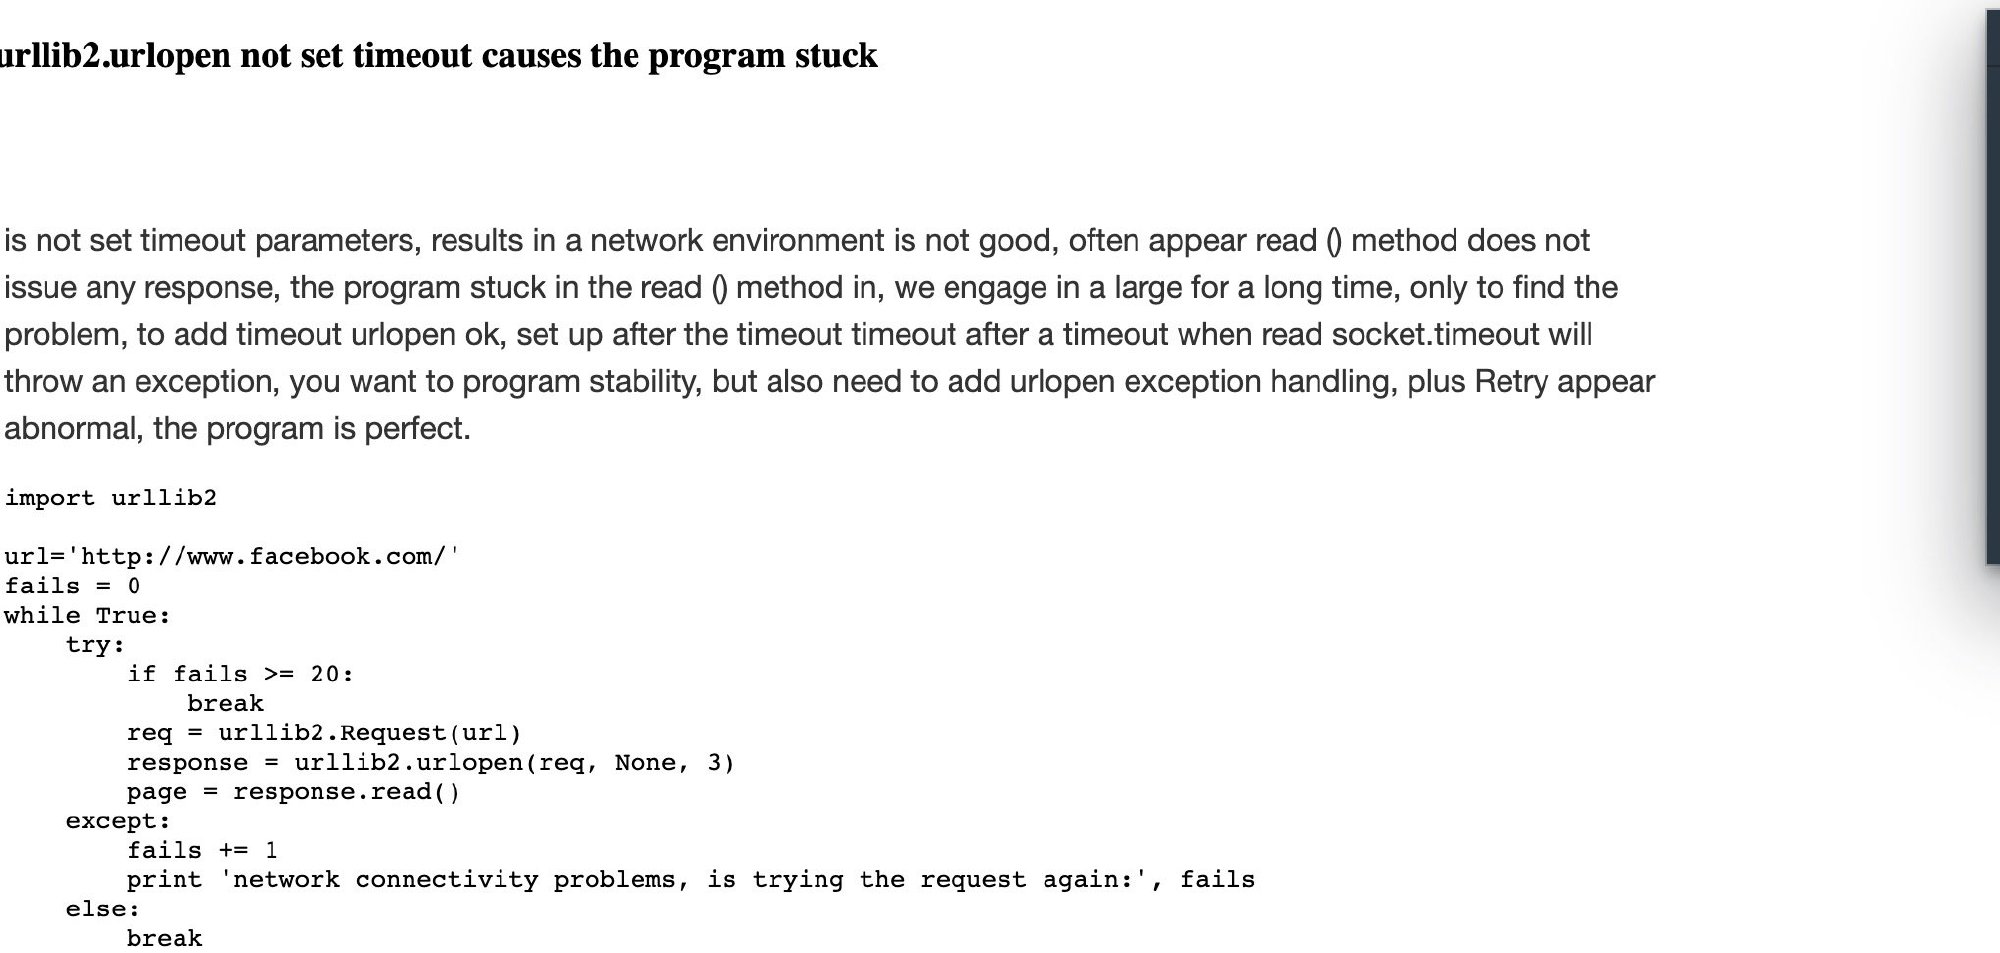 urllib2.urlopen not set timeout causes the program stuck
is not set timeout parameters, results in a network environment is not good, often appear read () method does not
issue any response, the program stuck in the read () method in, we engage in a large for a long time, only to find the
problem, to add timeout urlopen ok, set up after the timeout timeout after a timeout when read socket.timeout will
throw an exception, you want to program stability, but also need to add urlopen exception handling, plus Retry appear
abnormal, the program is perfect.
import urllib2
url='http://www.facebook.com/'
fails = 0
while True:
    try:
        if fails >= 20:
            break
        req = urllib2.Request(url)
        response = urllib2.urlopen(req, None, 3)
        page = response.read()
    except:
        fails += 1
        print 'network connectivity problems, is trying the request again:', fails
    else:
        break